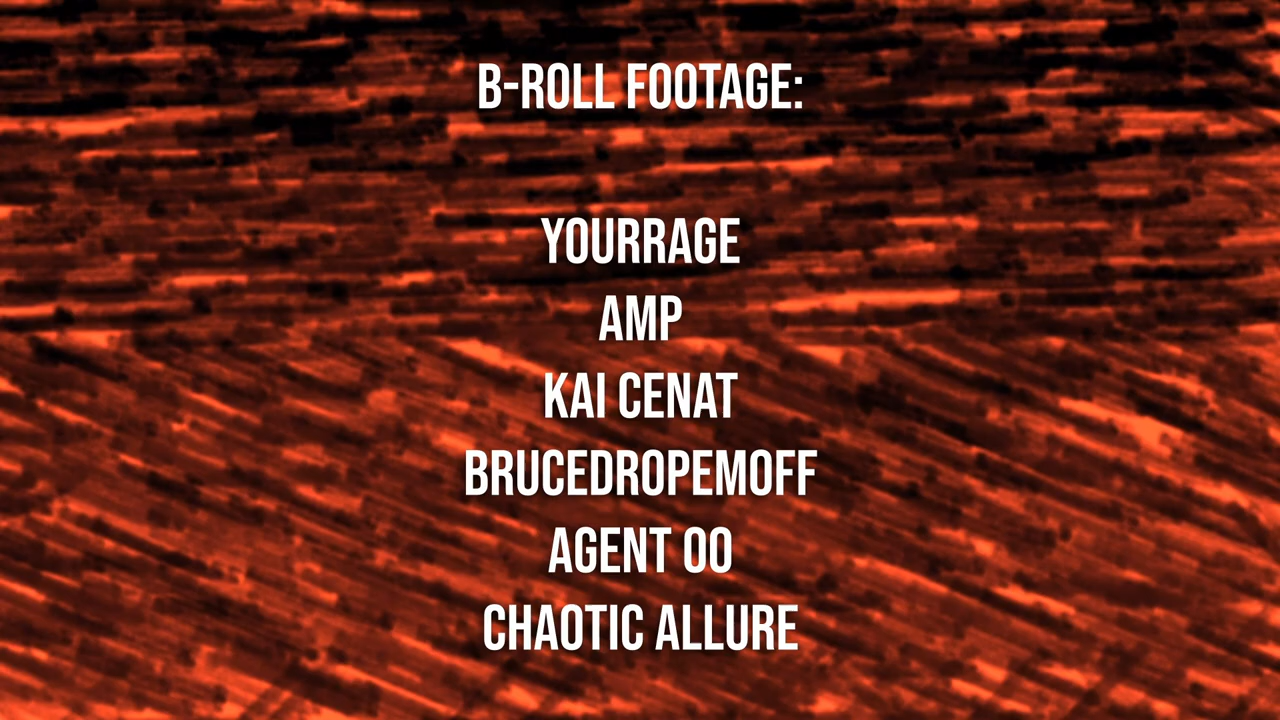 B-ROLL FOOTAGE:
YOURRAGE
AMP
KAI CENAT
BRUCEDROPEMOFF
AGENT 00
CHAOTIC ALLURE